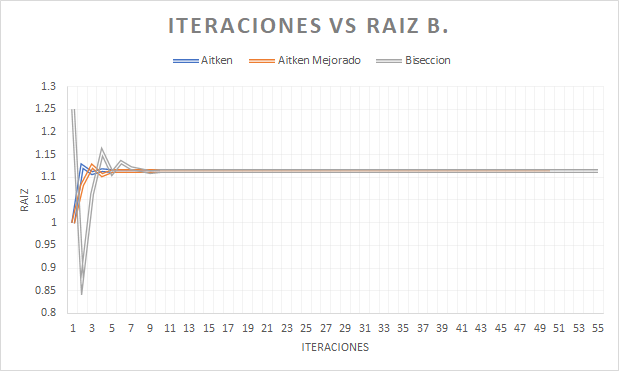 ITERACIONES VS RAIZ B.
Aitken Aitken Mejorado Biseccion
1.3
1.25
1.2
1.15
1.1
1.05
1
0.95
0.9
0.85
0.8
RAIZ
1 3 5 7 9 11 13 15 17 19 21 23 25 27 29 31 33 35 37 39 41 43 45 47 49 51 53 55
ITERACIONES